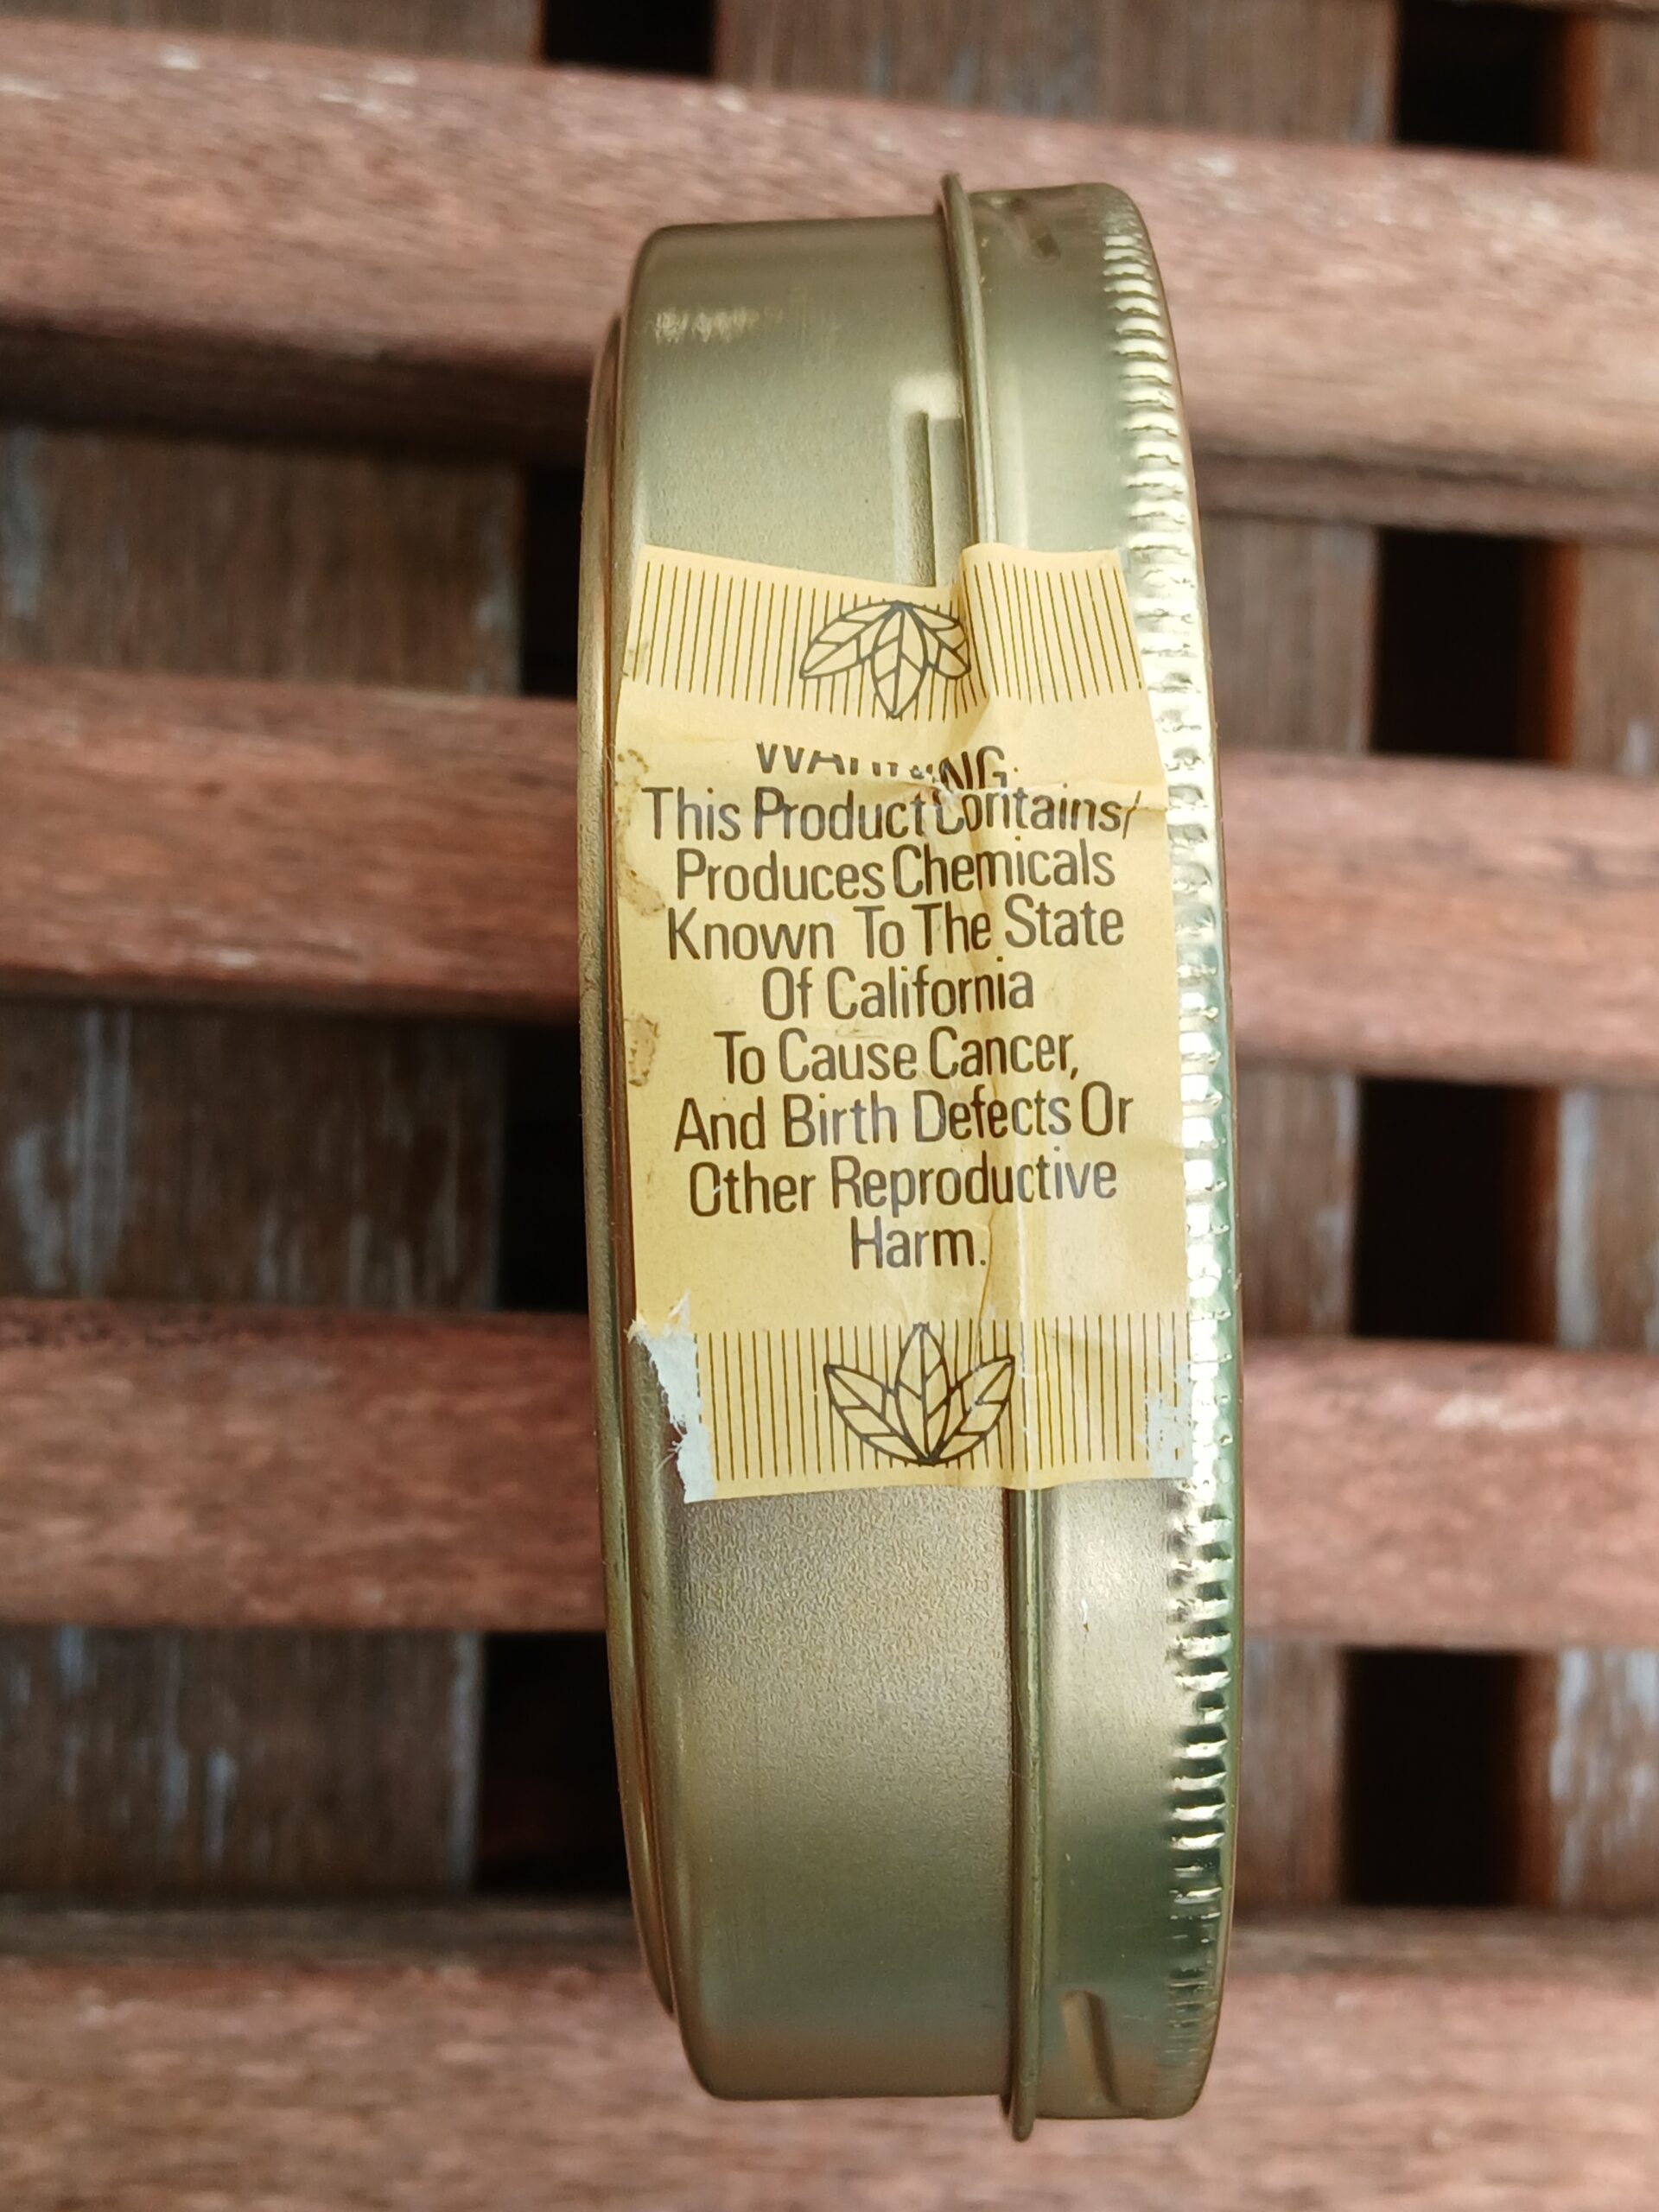 WARNING:
This Product Contains/
Produces Chemicals
Known To The State
Of California
To Cause Cancer,
And Birth Defects Or
Other Reproductive
Harm.